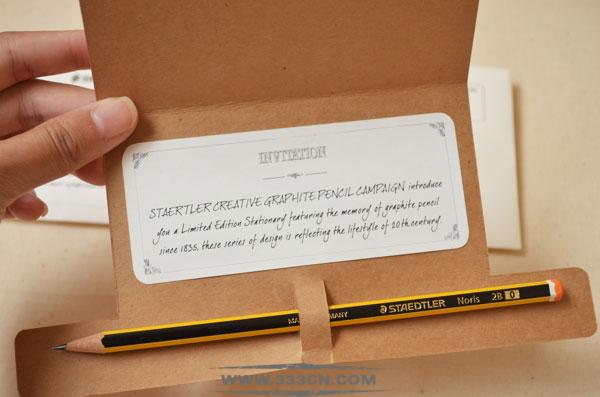 INVITATION
STAERTLER CREATIVE GRAPHITE PENCIL CAMPAIGN introduce
you a Limited Edition Stationary featuring the memory of graphite pencil
since 1835, these series of design is reflecting the lifestyle of 20th century.
MA MANY STAEDTLER Noris 2B 0
WWW.333CN.COM